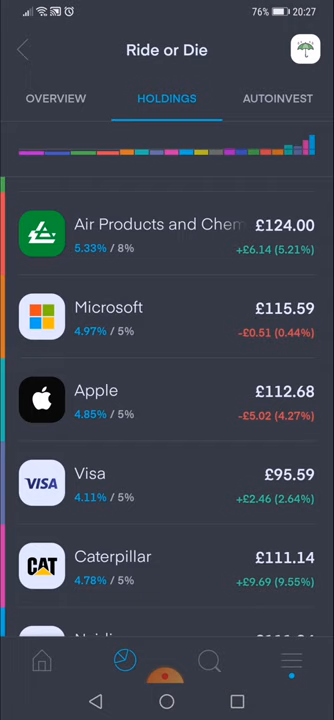 76% 20:27
Ride or Die
OVERVIEW HOLDINGS AUTOINVEST
Air Products and Chem £124.00
5.33% / 8% +£6.14 (5.21%)
Microsoft £115.59
4.97% / 5% -£0.51 (0.44%)
Apple £112.68
4.85% / 5% -£5.02 (4.27%)
VISA Visa £95.59
4.11% / 5% +£2.46 (2.64%)
CAT Caterpillar £111.14
4.78% / 5% +£9.69 (9.55%)